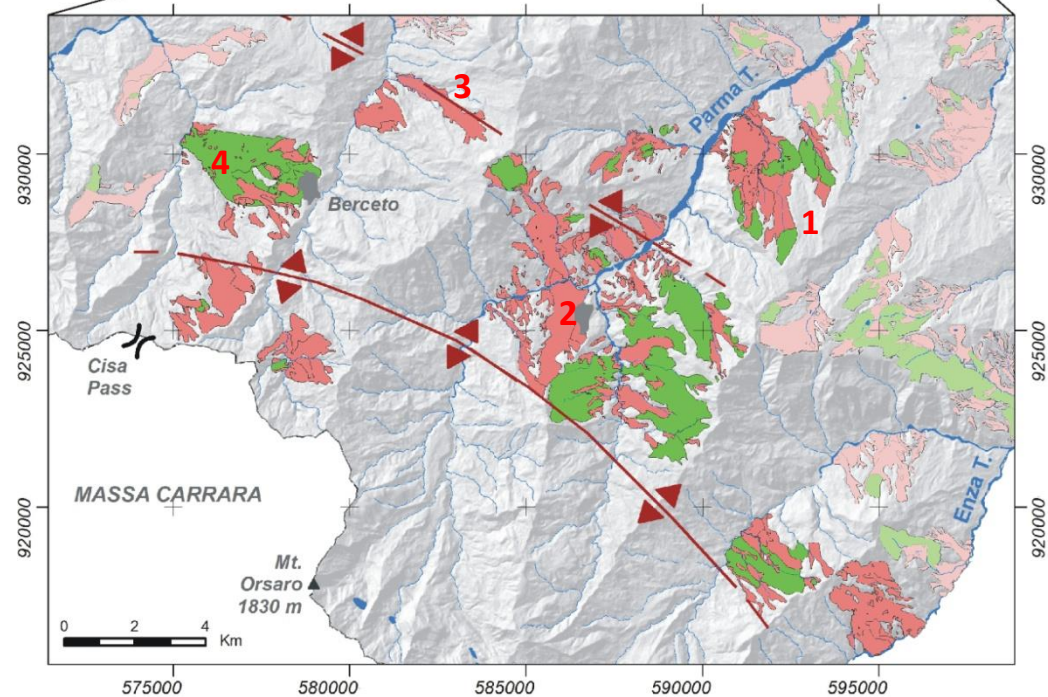 3
Parma T.
930000
4
930000
Berceto
1
2
925000
925000
Cisa
Pass
MASSA CARRARA
Enza T.
920000
920000
Mt.
Orsaro
1830 m
0 2 4
Km
575000 580000 585000 590000 595000